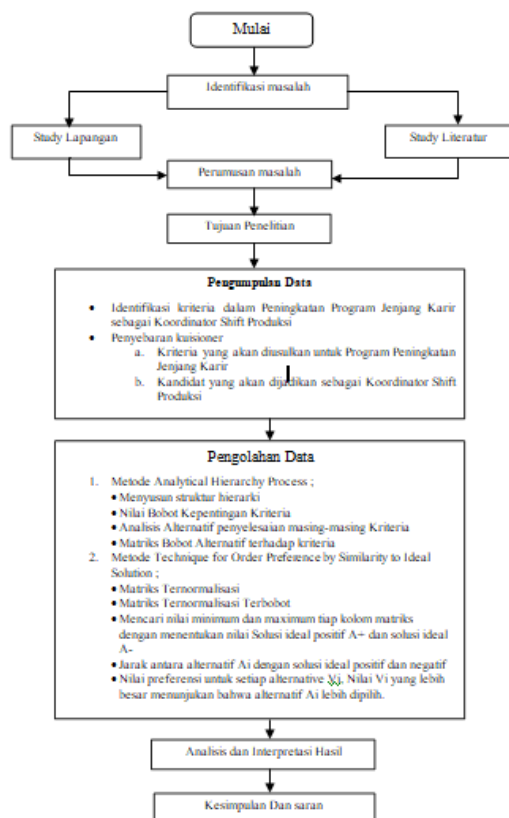 Mulai
Identifikasi masalah
Study Lapangan
Study Literatur
Perumusan masalah
Tujuan Penelitian
Pengumpulan Data
• Identifikasi kriteria dalam Peningkatan Program Jenjang Karir
sebagai Koordinator Shift Produksi
• Penyebaran kuisioner
a. Kriteria yang akan diusulkan untuk Program Peningkatan
Jenjang Karir
b. Kandidat yang akan dijadikan sebagai Koordinator Shift
Produksi
Pengolahan Data
1. Metode Analytical Hierarchy Process ;
• Menyusun struktur hierarki
• Nilai Bobot Kepentingan Kriteria
• Analisis Alternatif penyelesaian masing-masing Kriteria
• Matriks Bobot Alternatif terhadap kriteria
2. Metode Technique for Order Preference by Similarity to Ideal
Solution ;
• Matriks Ternormalisasi
• Matriks Ternormalisasi Terbobot
• Mencari nilai minimum dan maximum tiap kolom matriks
dengan menentukan nilai Solusi ideal positif A+ dan solusi ideal
A-
• Jarak antara alternatif Ai dengan solusi ideal positif dan negatif
• Nilai preferensi untuk setiap alternative Vi. Nilai Vi yang lebih
besar menunjukan bahwa alternatif Ai lebih dipilih.
Analisis dan Interpretasi Hasil
Kesimpulan Dan saran